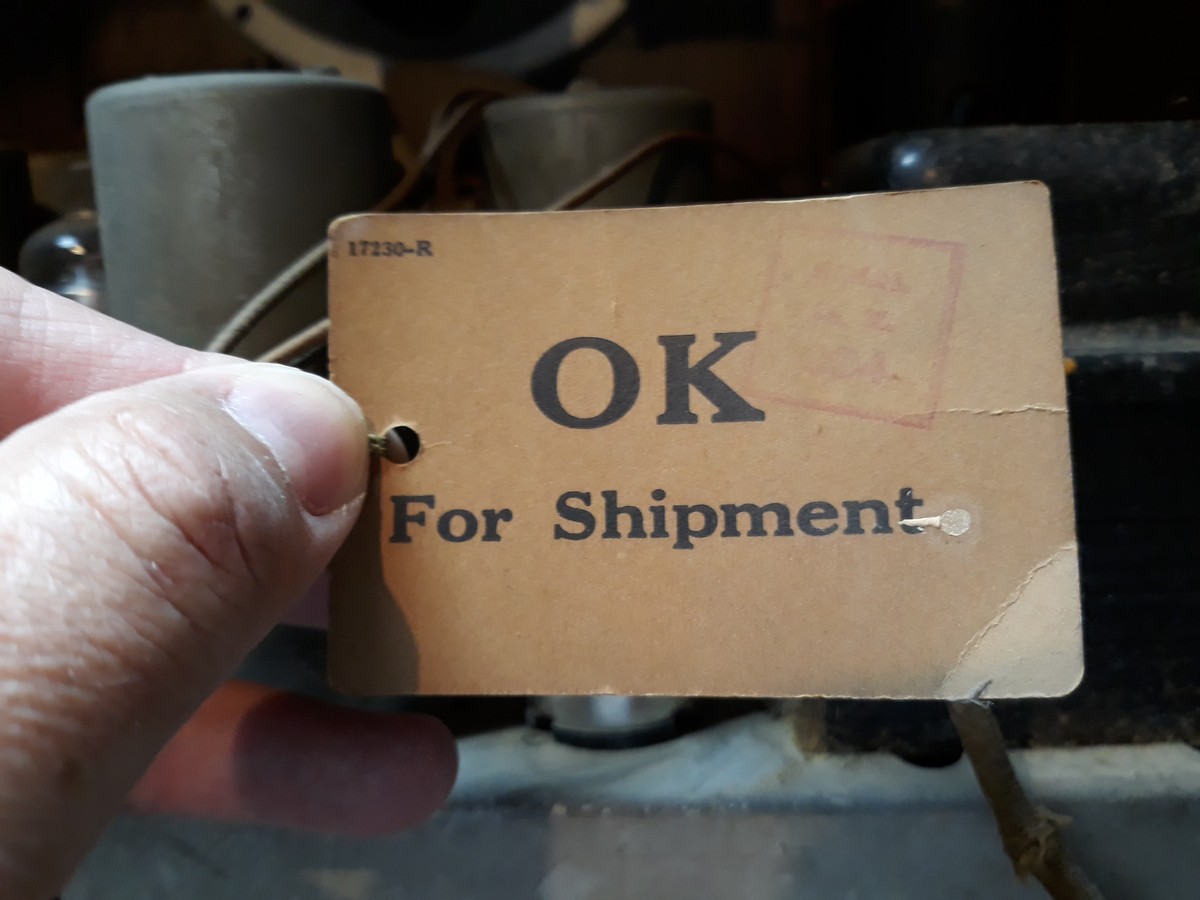 17230-R
OK
For Shipment